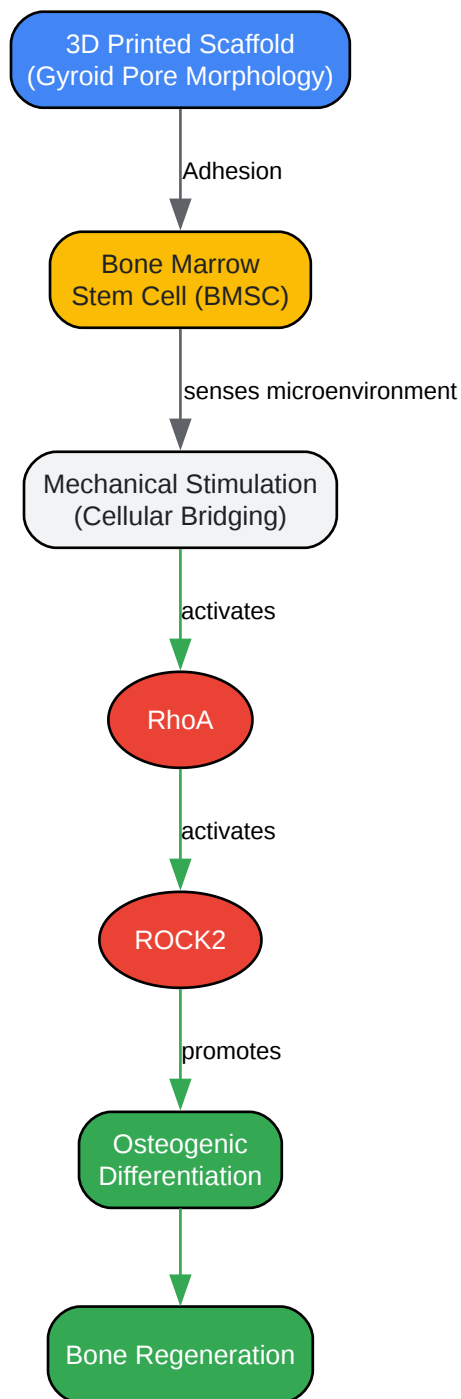 3D Printed Scaffold
(Gyroid Pore Morphology)
Adhesion
Bone Marrow
Stem Cell (BMSC)
senses microenvironment
Mechanical Stimulation
(Cellular Bridging)
activates
RhoA
activates
ROCK2
promotes
Osteogenic
Differentiation
Bone Regeneration